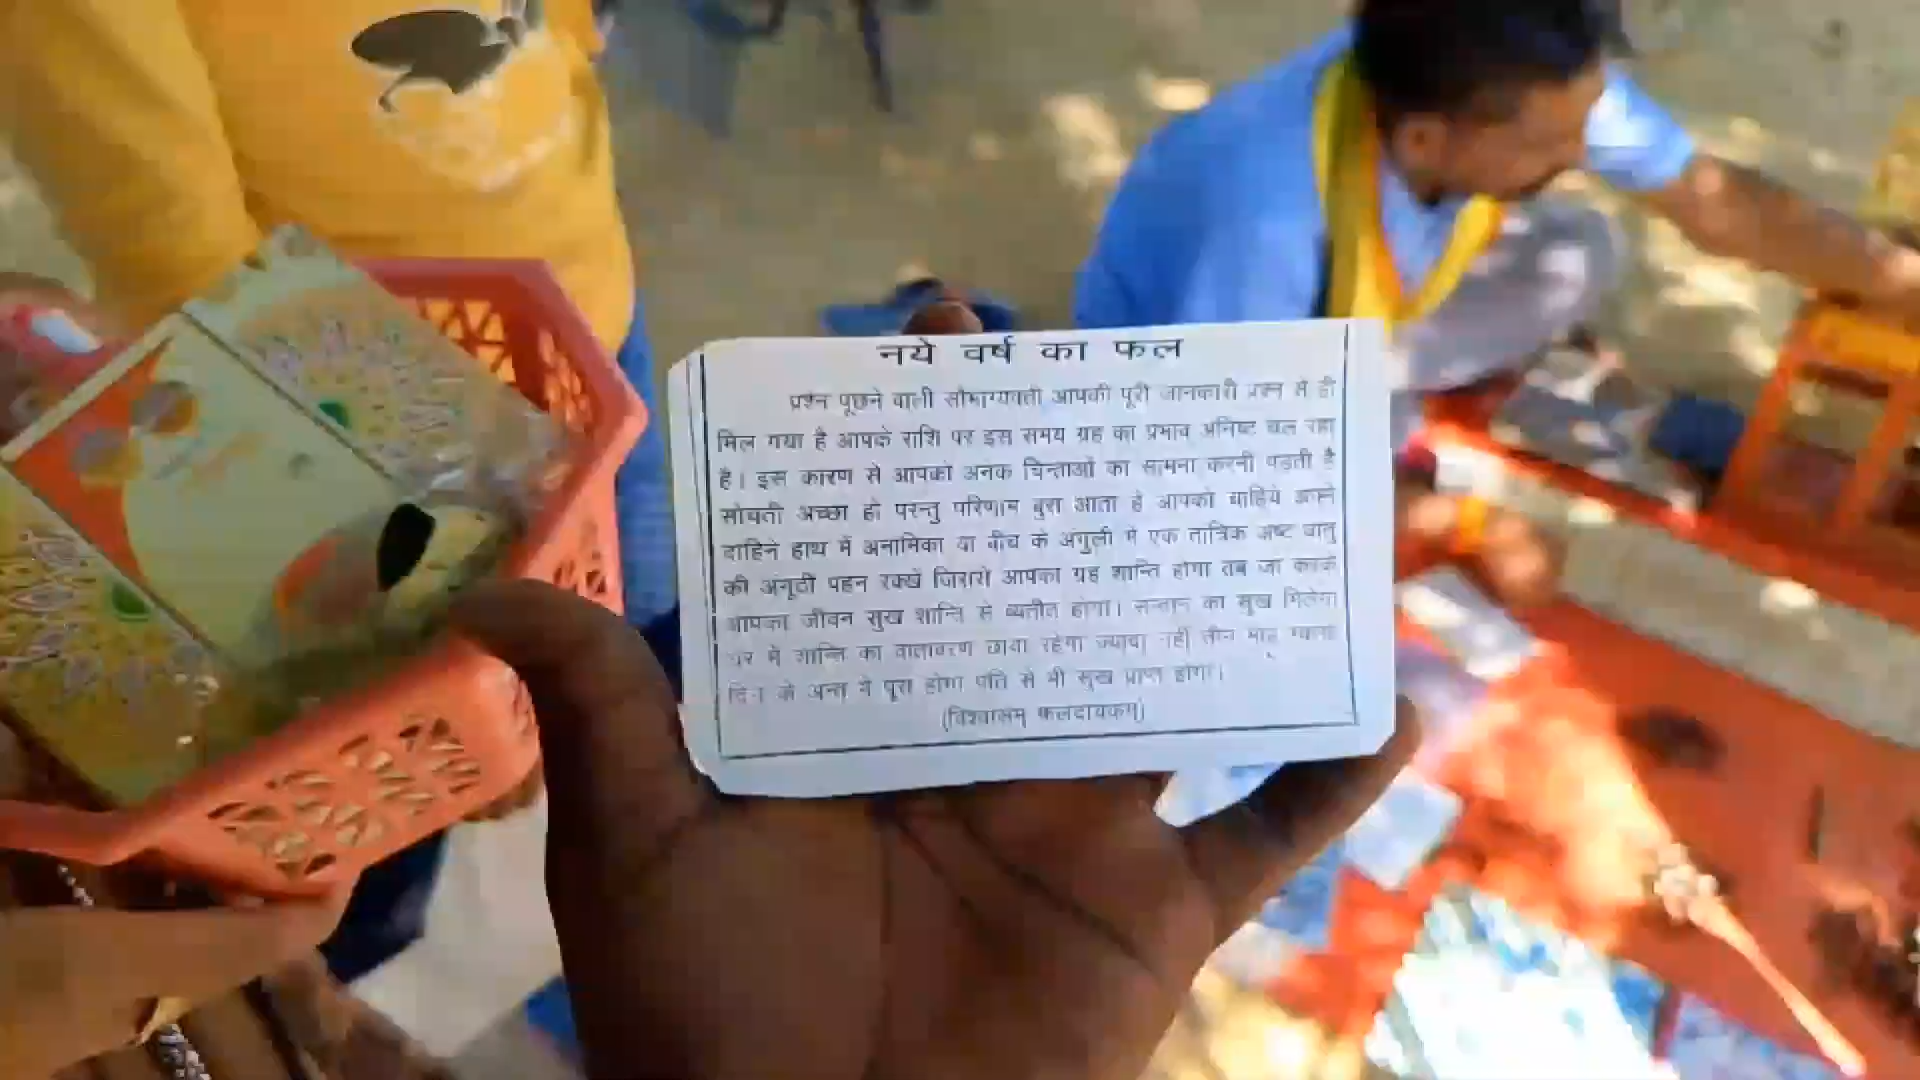 नये वर्ष का फल
प्रश्न पूछने वाली सौभाग्यवती आपकी पूरी जानकारी प्रश्न से ही
मिल गया है आपके राशि पर इस समय ग्रह का प्रभाव अनिष्ट चल रहा
है। इस कारण से आपको अनेक चिन्ताओं का सामना करनी पड़ती है
सोचती अच्छा हो परन्तु परिणाम बुरा आता है आपको चाहिये अपने
दाहिने हाथ में अनामिका या बीच के अंगुली में एक तांत्रिक अष्ट धातु
की अंगूठी पहन रक्खें जिससे आपका ग्रह शान्ति होगा तब जा करके
आपका जीवन सुख शान्ति से व्यतीत होगा। सन्तान का सुख मिलेगा
घर में शान्ति का वातावरण छाया रहेगा ज्यादा नहीं तीन माह
दिन के अन्त में पूरा होगा पति से भी सुख प्राप्त होगा।
(विश्वासम् फलदायकम्)